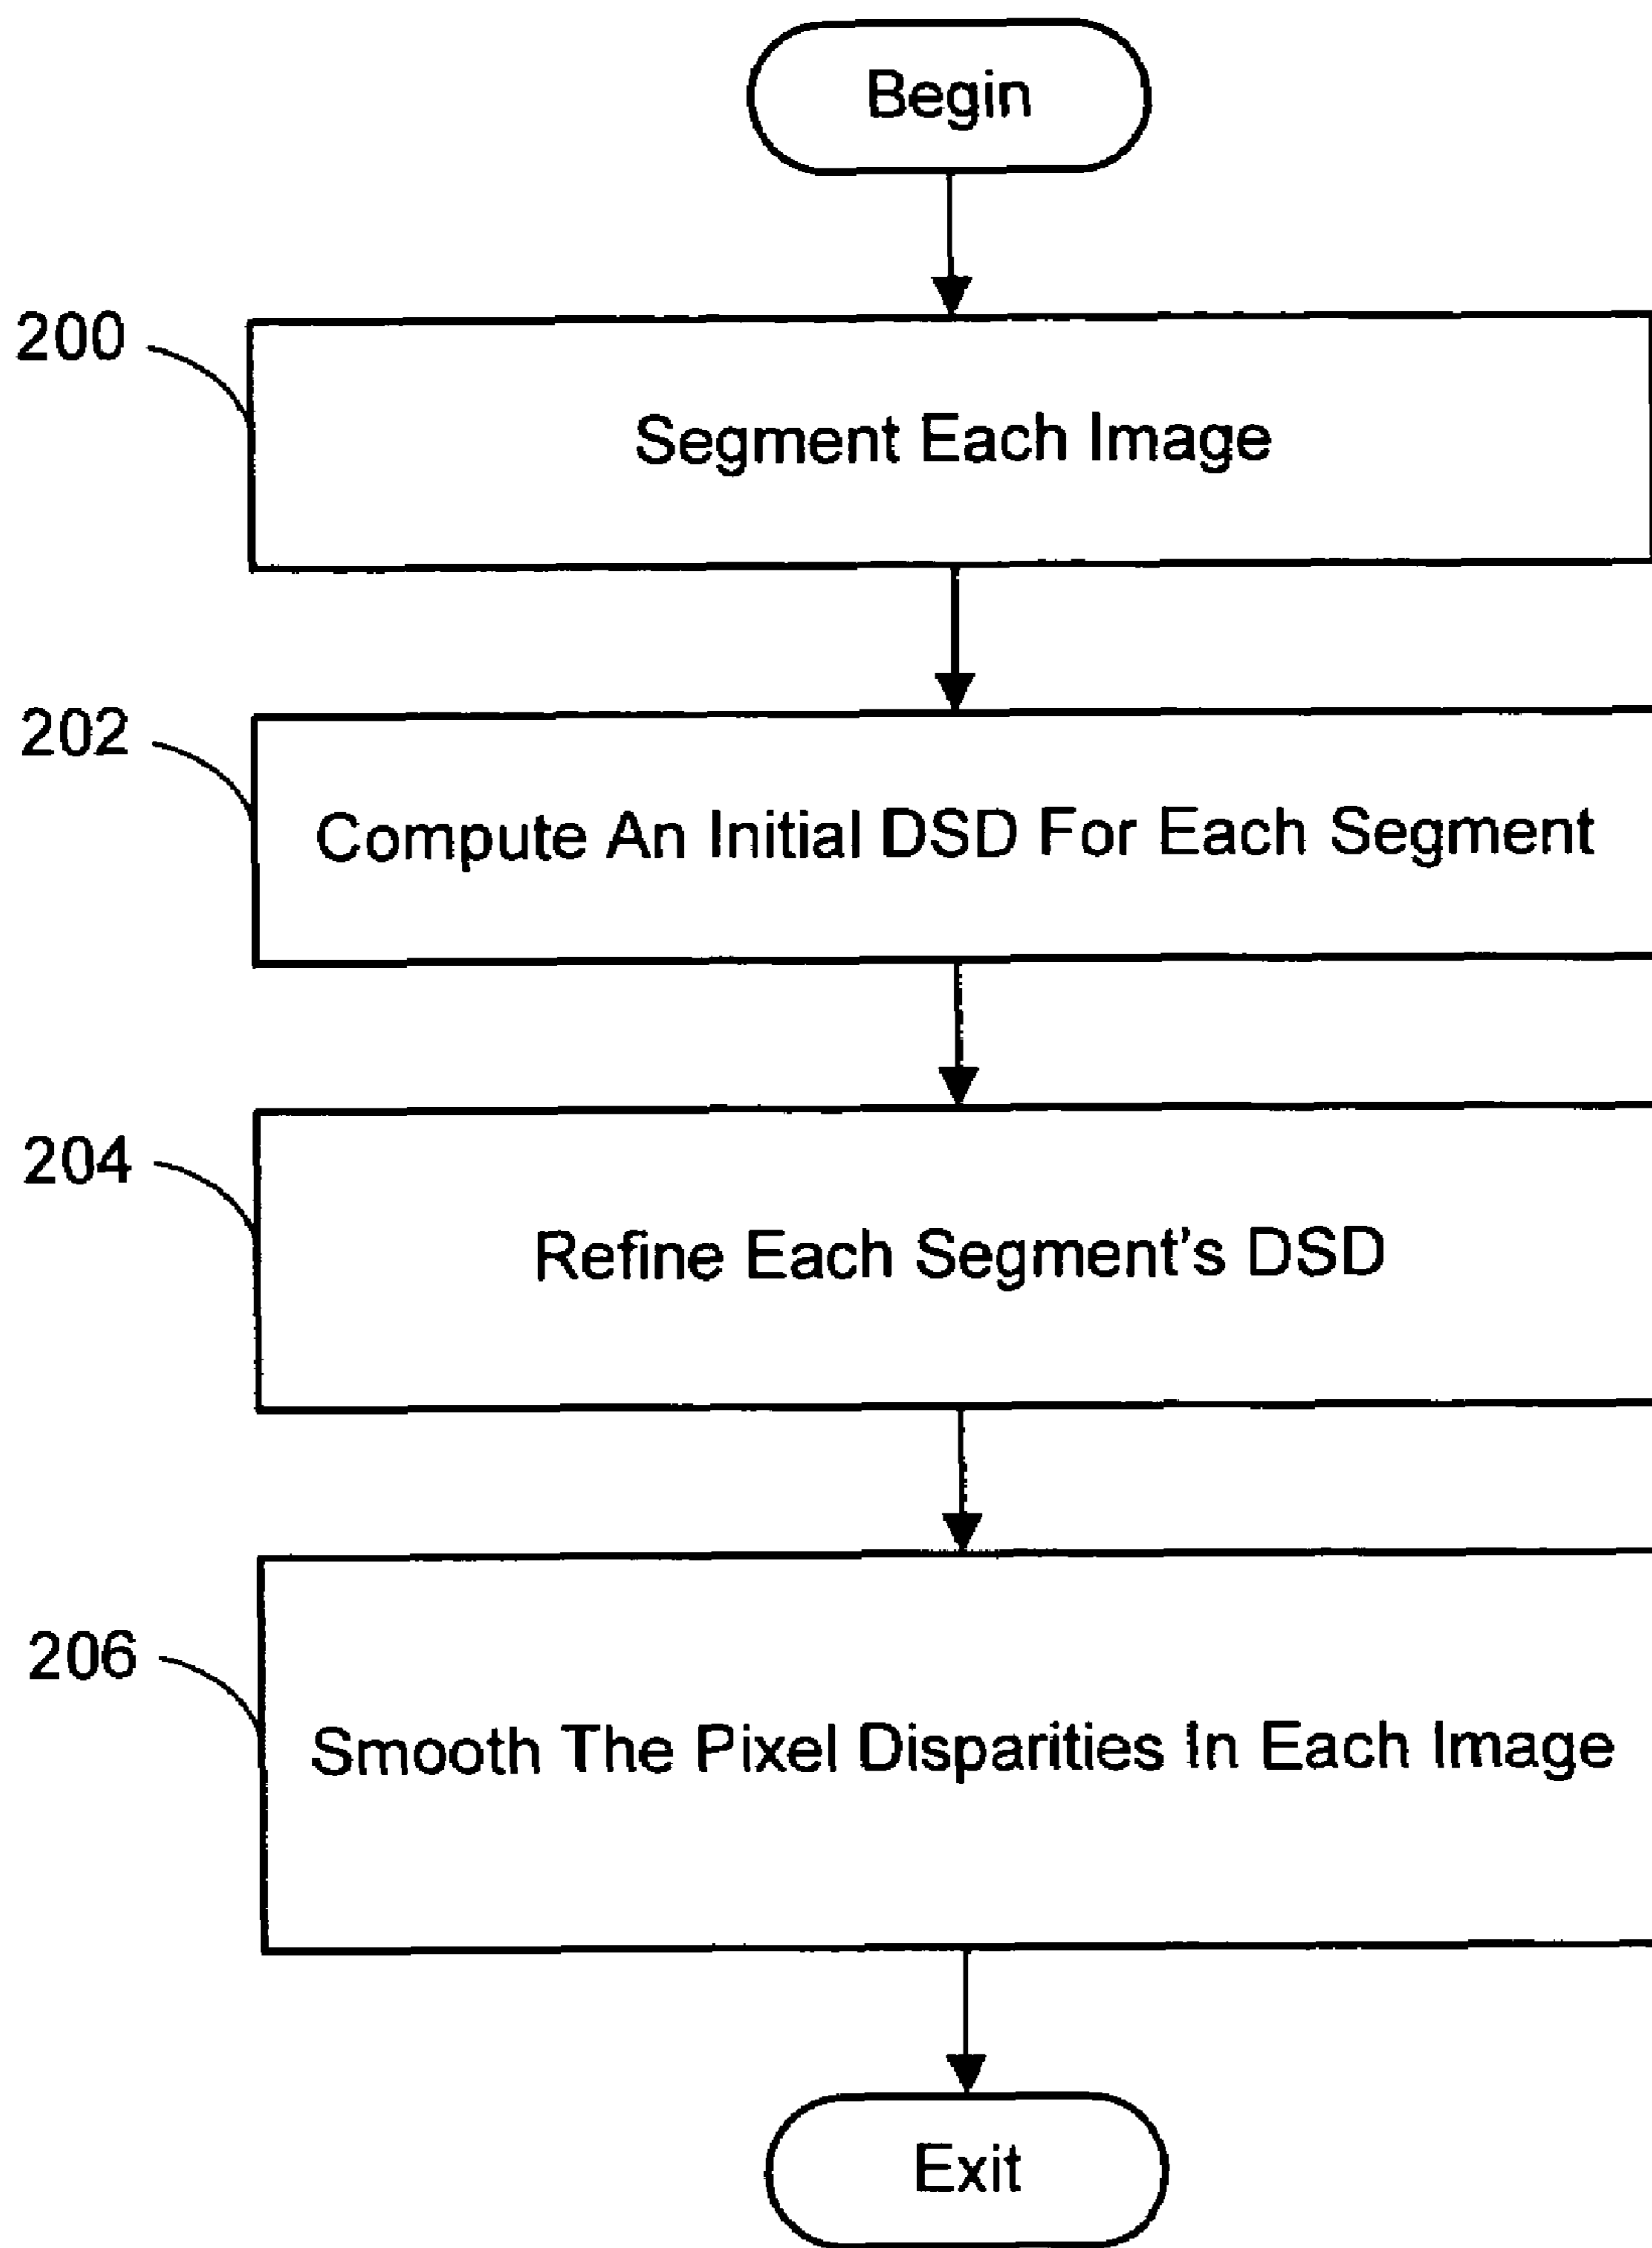 Begin
200
Segment Each Image
202
Compute An Initial DSD For Each Segment
204
Refine Each Segment's DSD
206
Smooth The Pixel Disparities In Each Image
Exit